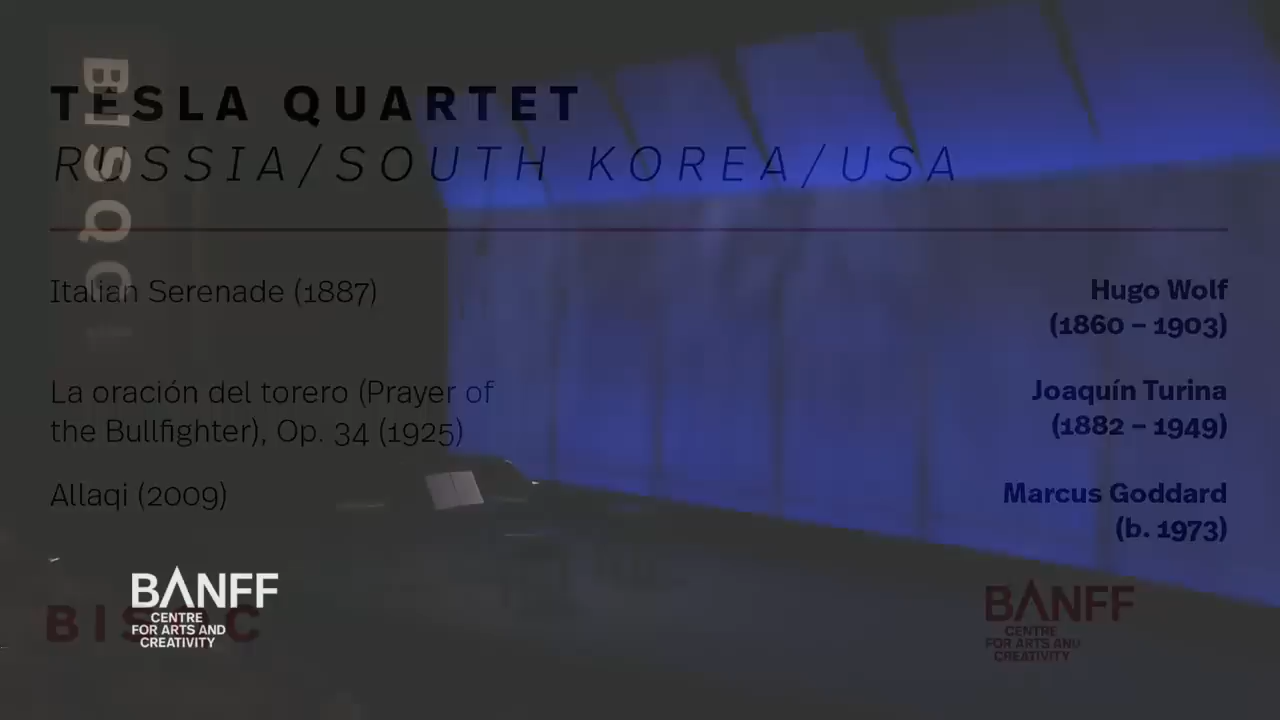 BISQC
TESLA QUARTET
RUSSIA/SOUTH KOREA/USA
Italian Serenade (1887)
Hugo Wolf
(1860 – 1903)
La oración del torero (Prayer of
the Bullfighter), Op. 34 (1925)
Joaquín Turina
(1882 – 1949)
Allaqi (2009)
Marcus Goddard
(b. 1973)
BISQC
BANFF
CENTRE
FOR ARTS AND
CREATIVITY
BANFF
CENTRE
FOR ARTS AND
CREATIVITY